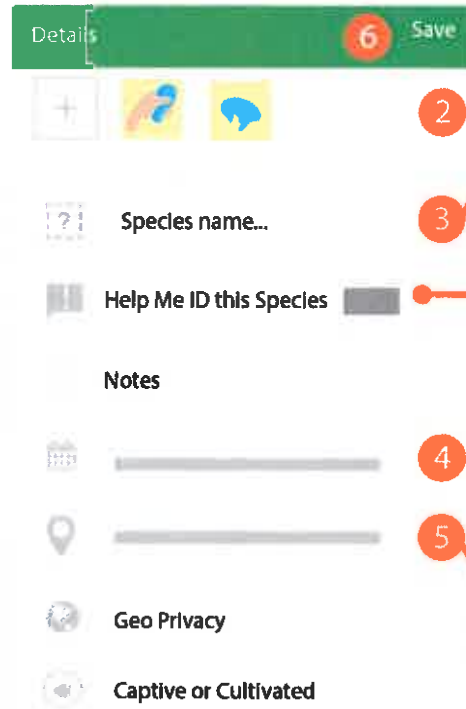 Details 6 Save
2
? Species name... 3
Help Me ID this Species
Notes
4
5
Geo Privacy
Captive or Cultivated